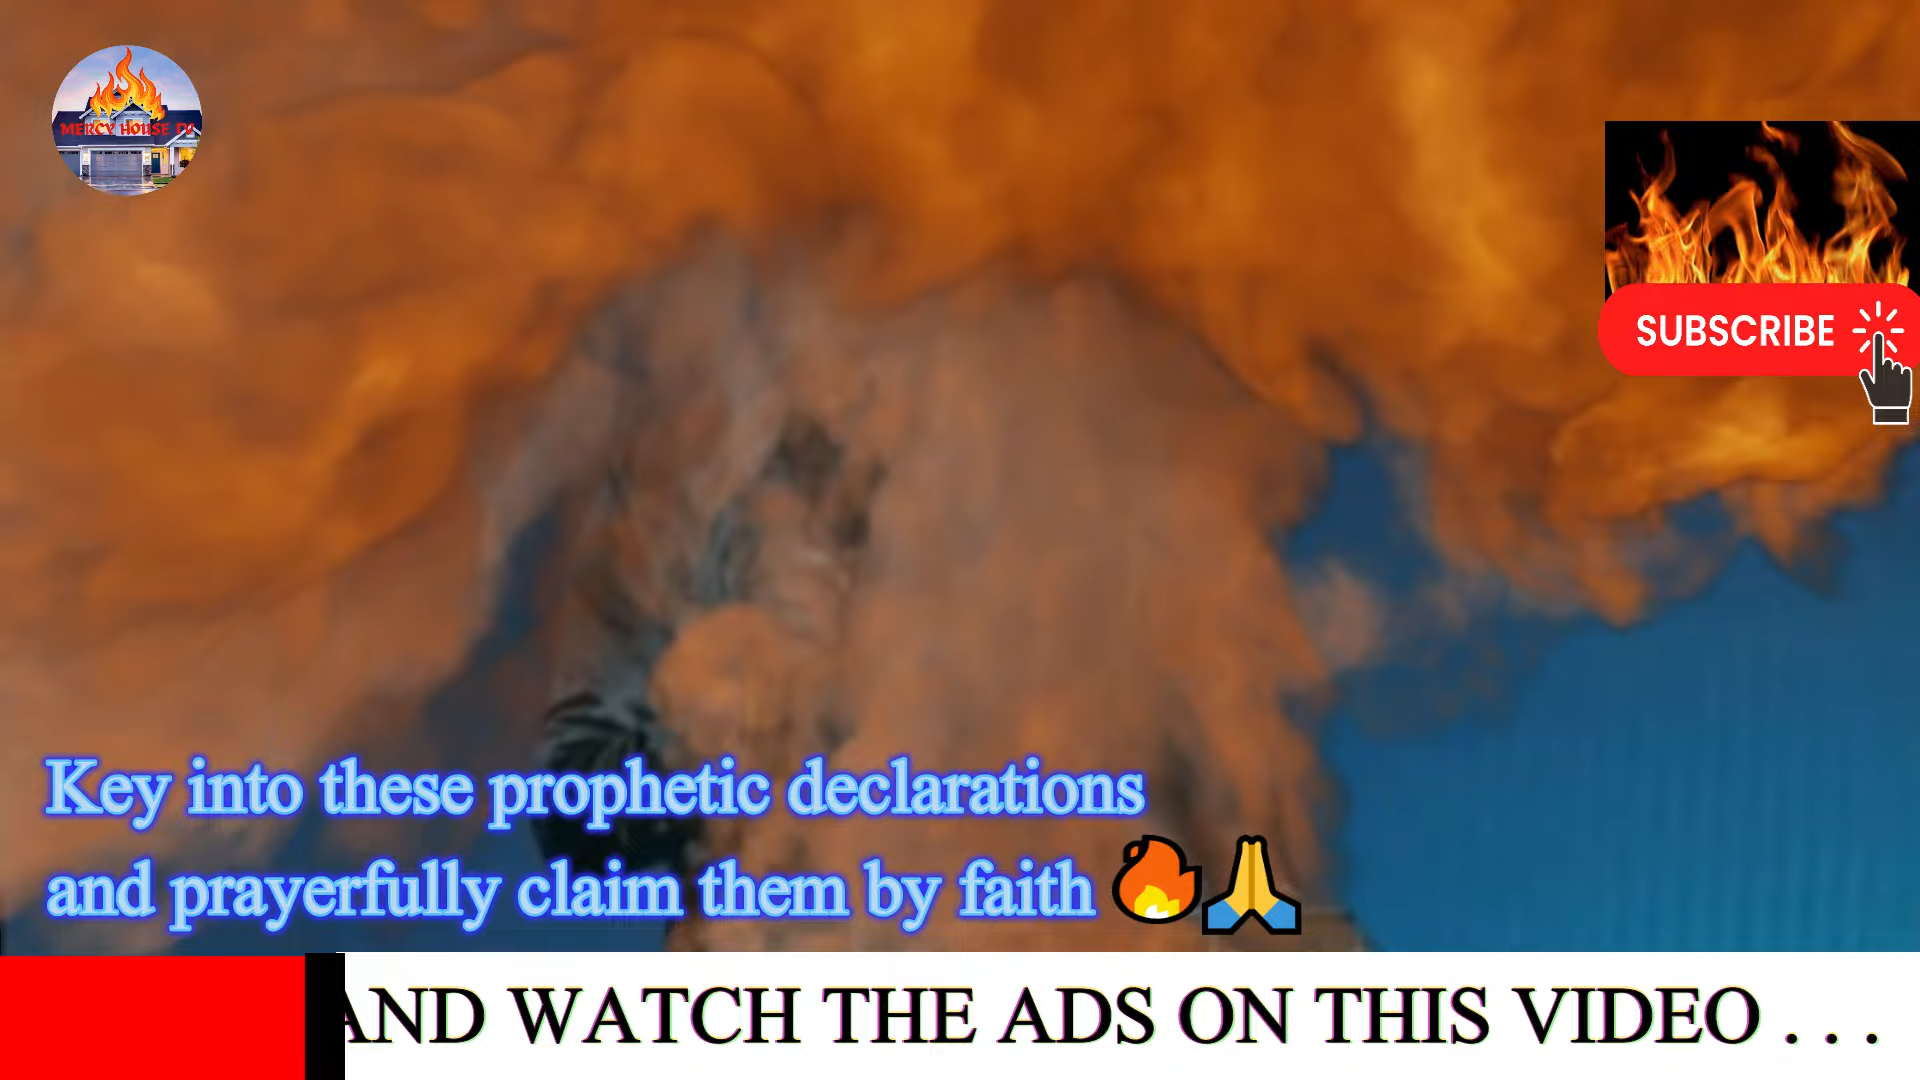 MERCY HOUSE TV
SUBSCRIBE
Key into these prophetic declarations
and prayerfully claim them by faith 🔥🙏
AND WATCH THE ADS ON THIS VIDEO . . .